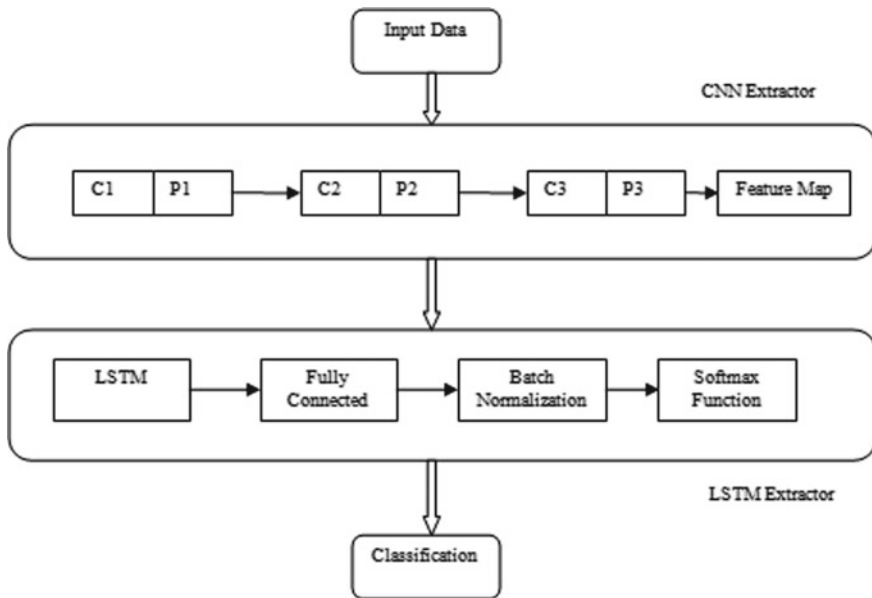 Input Data
CNN Extractor
C1 P1 C2 P2 C3 P3 Feature Map
LSTM
Fully
Connected
Batch
Normalization
Softmax
Function
LSTM Extractor
Classification